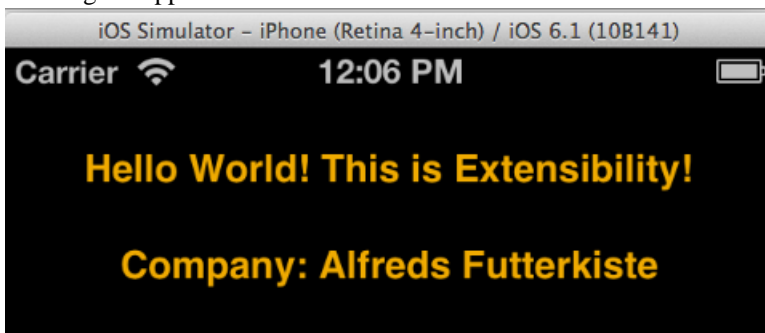 iOS Simulator – iPhone (Retina 4-inch) / iOS 6.1 (10B141)
Carrier 12:06 PM
Hello World! This is Extensibility!
Company: Alfreds Futterkiste